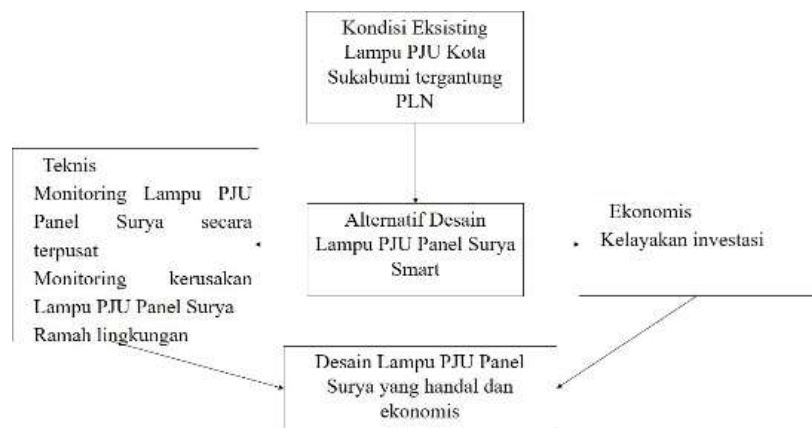 Kondisi Eksisting
Lampu PJU Kota
Sukabumi tergantung
PLN
Teknis
Monitoring Lampu PJU
Panel Surya secara
terpusat
Monitoring kerusakan
Lampu PJU Panel Surya
Ramah lingkungan
Alternatif Desain
Lampu PJU Panel Surya
Smart
Ekonomis
Kelayakan investasi
Desain Lampu PJU Panel
Surya yang handal dan
ekonomis